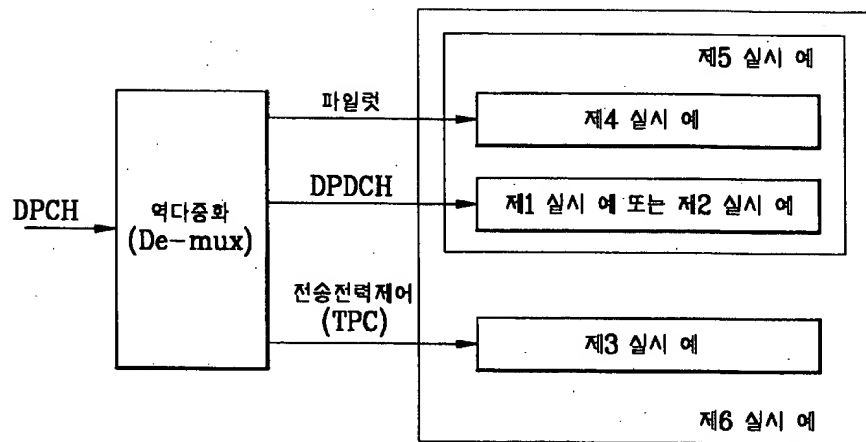 제5 실시 예
파일럿
제4 실시 예
DPDCH
제1 실시 예 또는 제2 실시 예
DPCH
역다중화
(De-mux)
전송전력제어
(TPC)
제3 실시 예
제6 실시 예